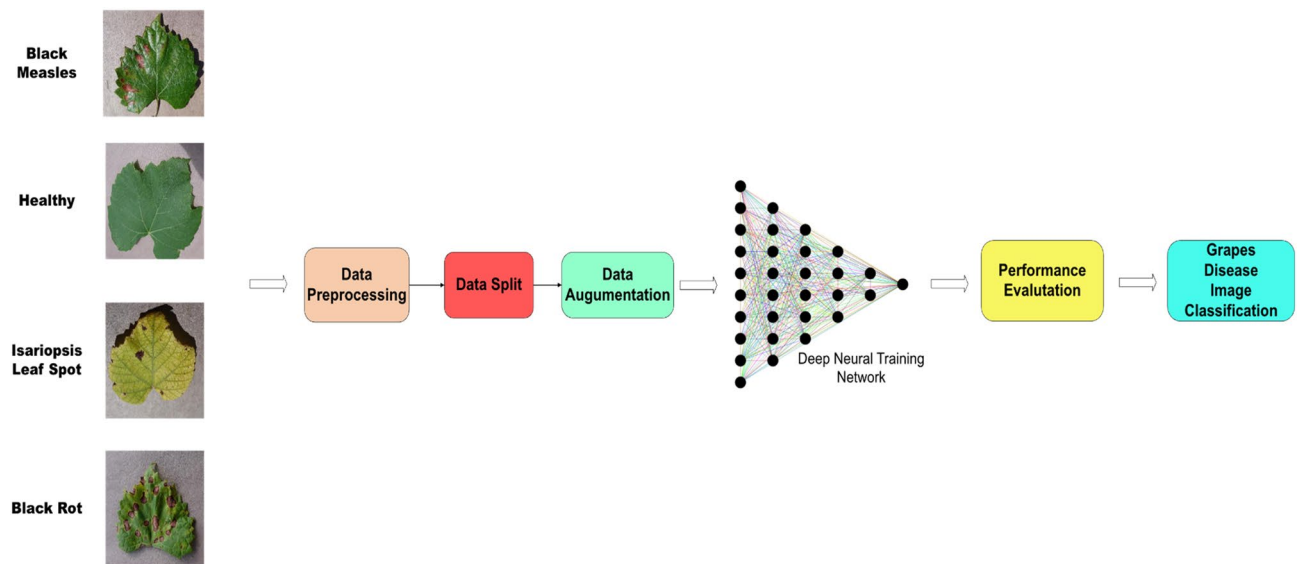 Black
Measles
Healthy
Isariopsis
Leaf Spot
Black Rot
Data
Preprocessing
Data Split
Data
Augumentation
Deep Neural Training
Network
Performance
Evalutation
Grapes
Disease
Image
Classification